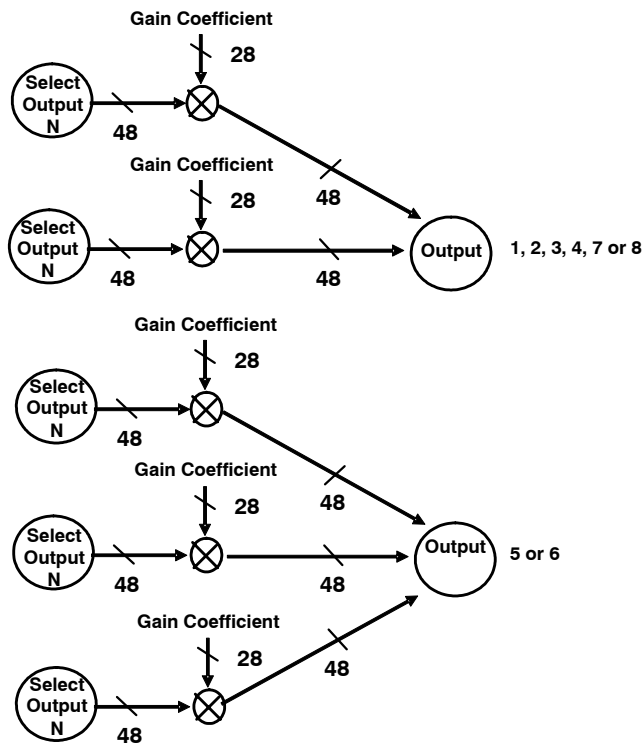 Gain Coefficient
28
Select
Output
N
48
48
Gain Coefficient
28
Select
Output
N
48
48
Output
1, 2, 3, 4, 7 or 8
Gain Coefficient
28
Select
Output
N
48
48
Gain Coefficient
28
Select
Output
N
48
48
Output
5 or 6
Gain Coefficient
28
Select
Output
N
48
48